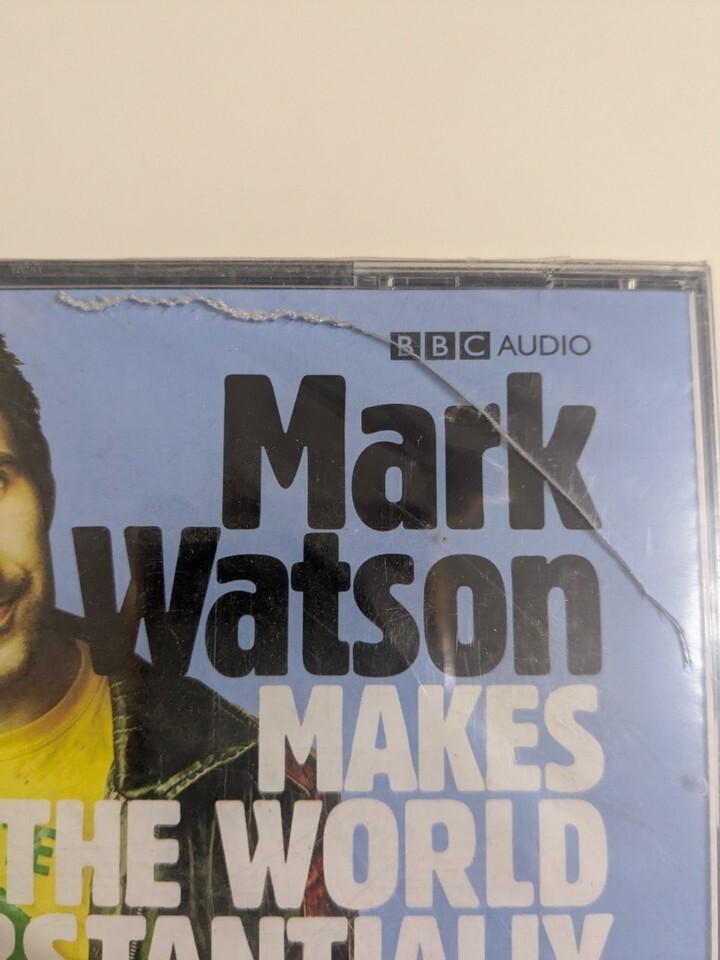 BBC AUDIO
Mark
Watson
MAKES
THE WORLD